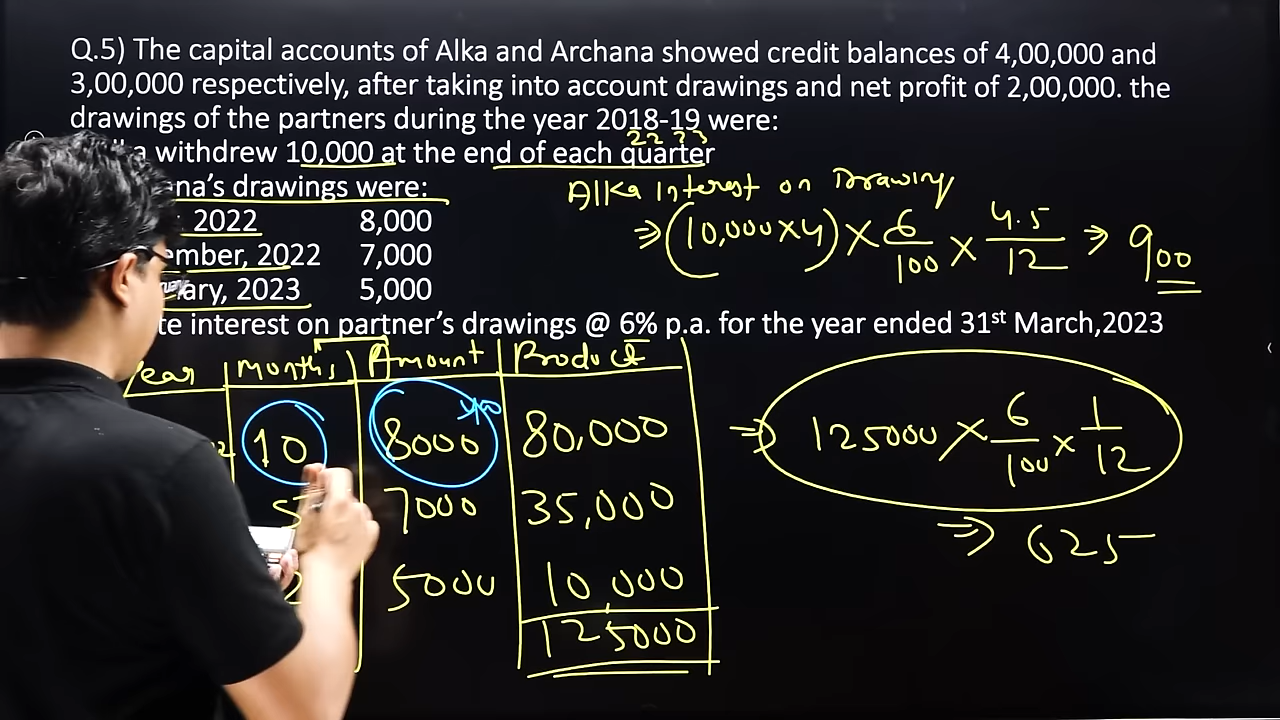 Q.5) The capital accounts of Alka and Archana showed credit balances of 4,00,000 and
3,00,000 respectively, after taking into account drawings and net profit of 2,00,000. the
drawings of the partners during the year 2018-19 were:
22 23
withdrew 10,000 at the end of each quarter
na's drawings were:
Alka Interest on Drawing
, 2022 8,000
⇒ (10,000×4) × 6/100 × 4.5/12 ⇒ 900
ember, 2022 7,000
ary, 2023 5,000
te interest on partner's drawings @ 6% p.a. for the year ended 31st March,2023
ear Months Amount Product
10 8000 80,000
⇒ 125000 × 6/100 × 1/12
5 7000 35,000
⇒ 625
2 5000 10,000
125000